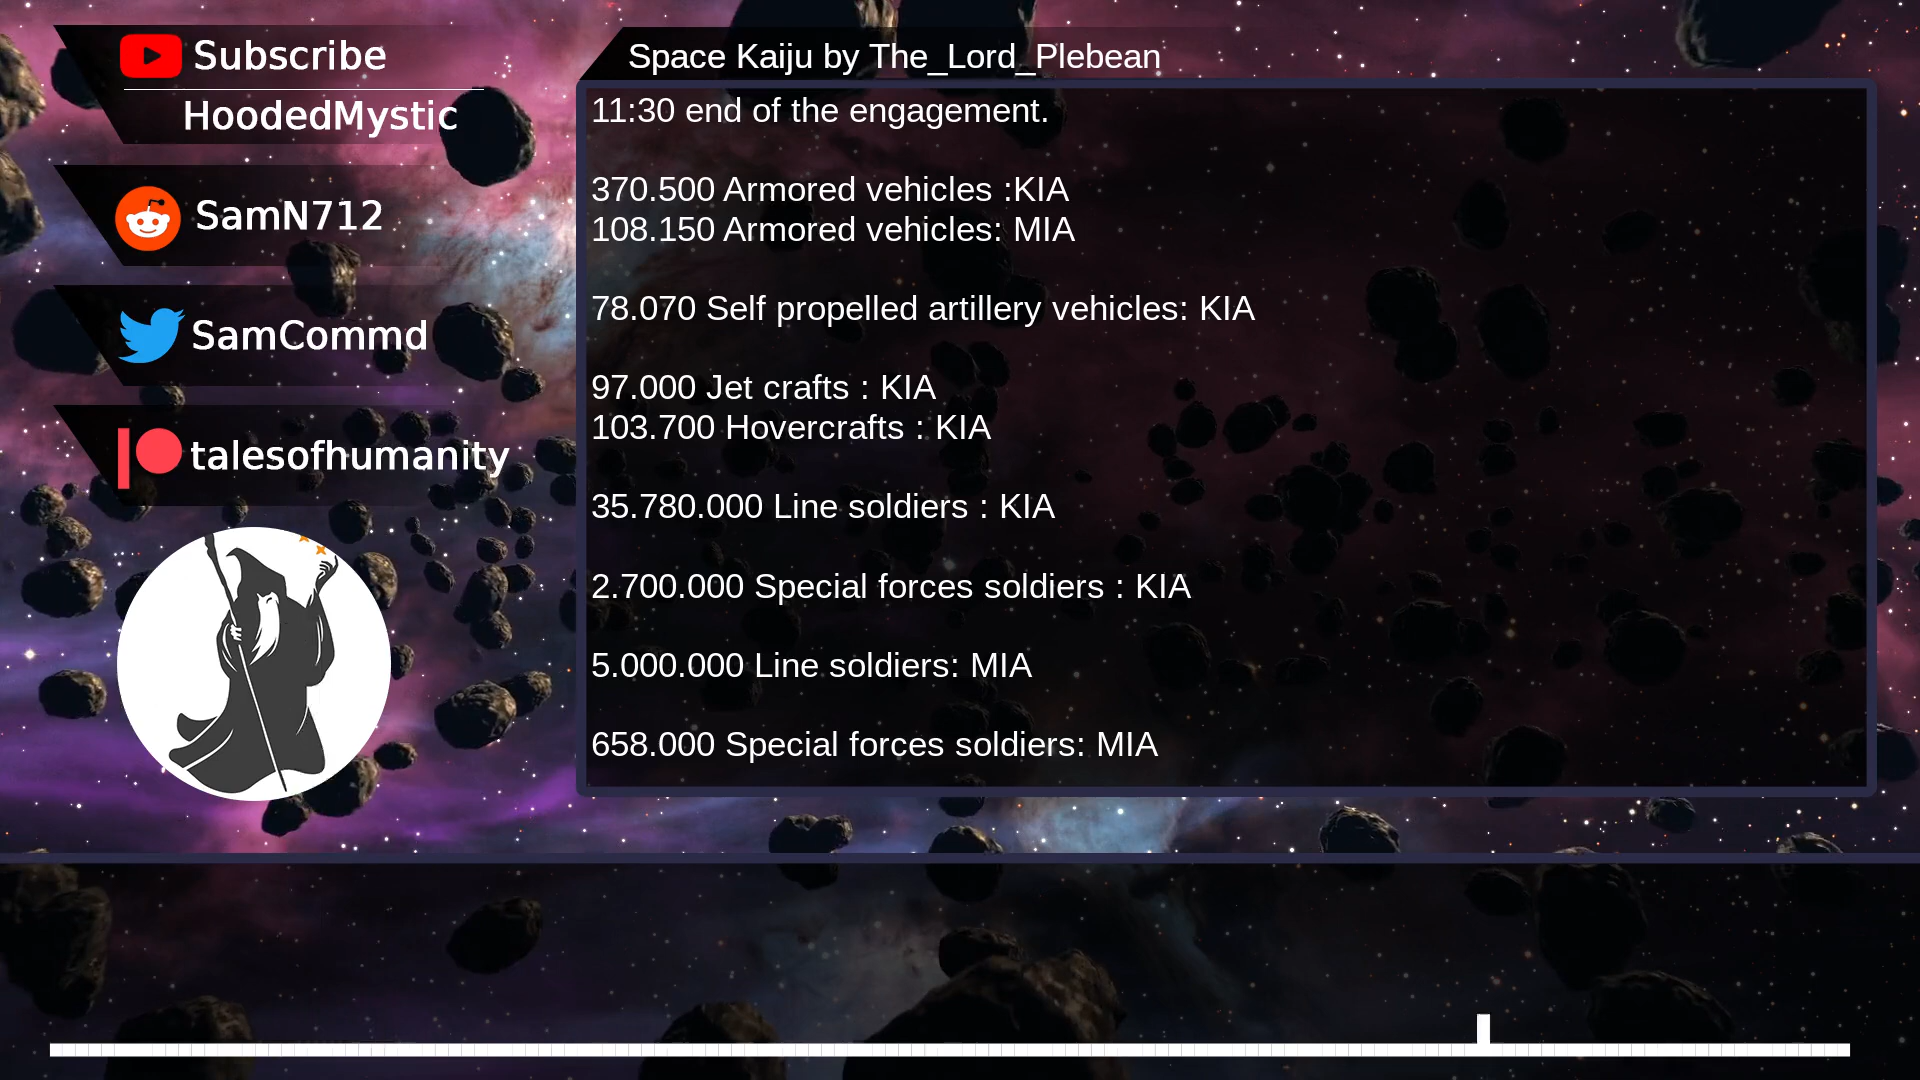 Subscribe
HoodedMystic
SamN712
SamCommd
talesofhumanity
Space Kaiju by The_Lord_Plebean
11:30 end of the engagement.
370.500 Armored vehicles :KIA
108.150 Armored vehicles: MIA
78.070 Self propelled artillery vehicles: KIA
97.000 Jet crafts : KIA
103.700 Hovercrafts : KIA
35.780.000 Line soldiers : KIA
2.700.000 Special forces soldiers : KIA
5.000.000 Line soldiers: MIA
658.000 Special forces soldiers: MIA